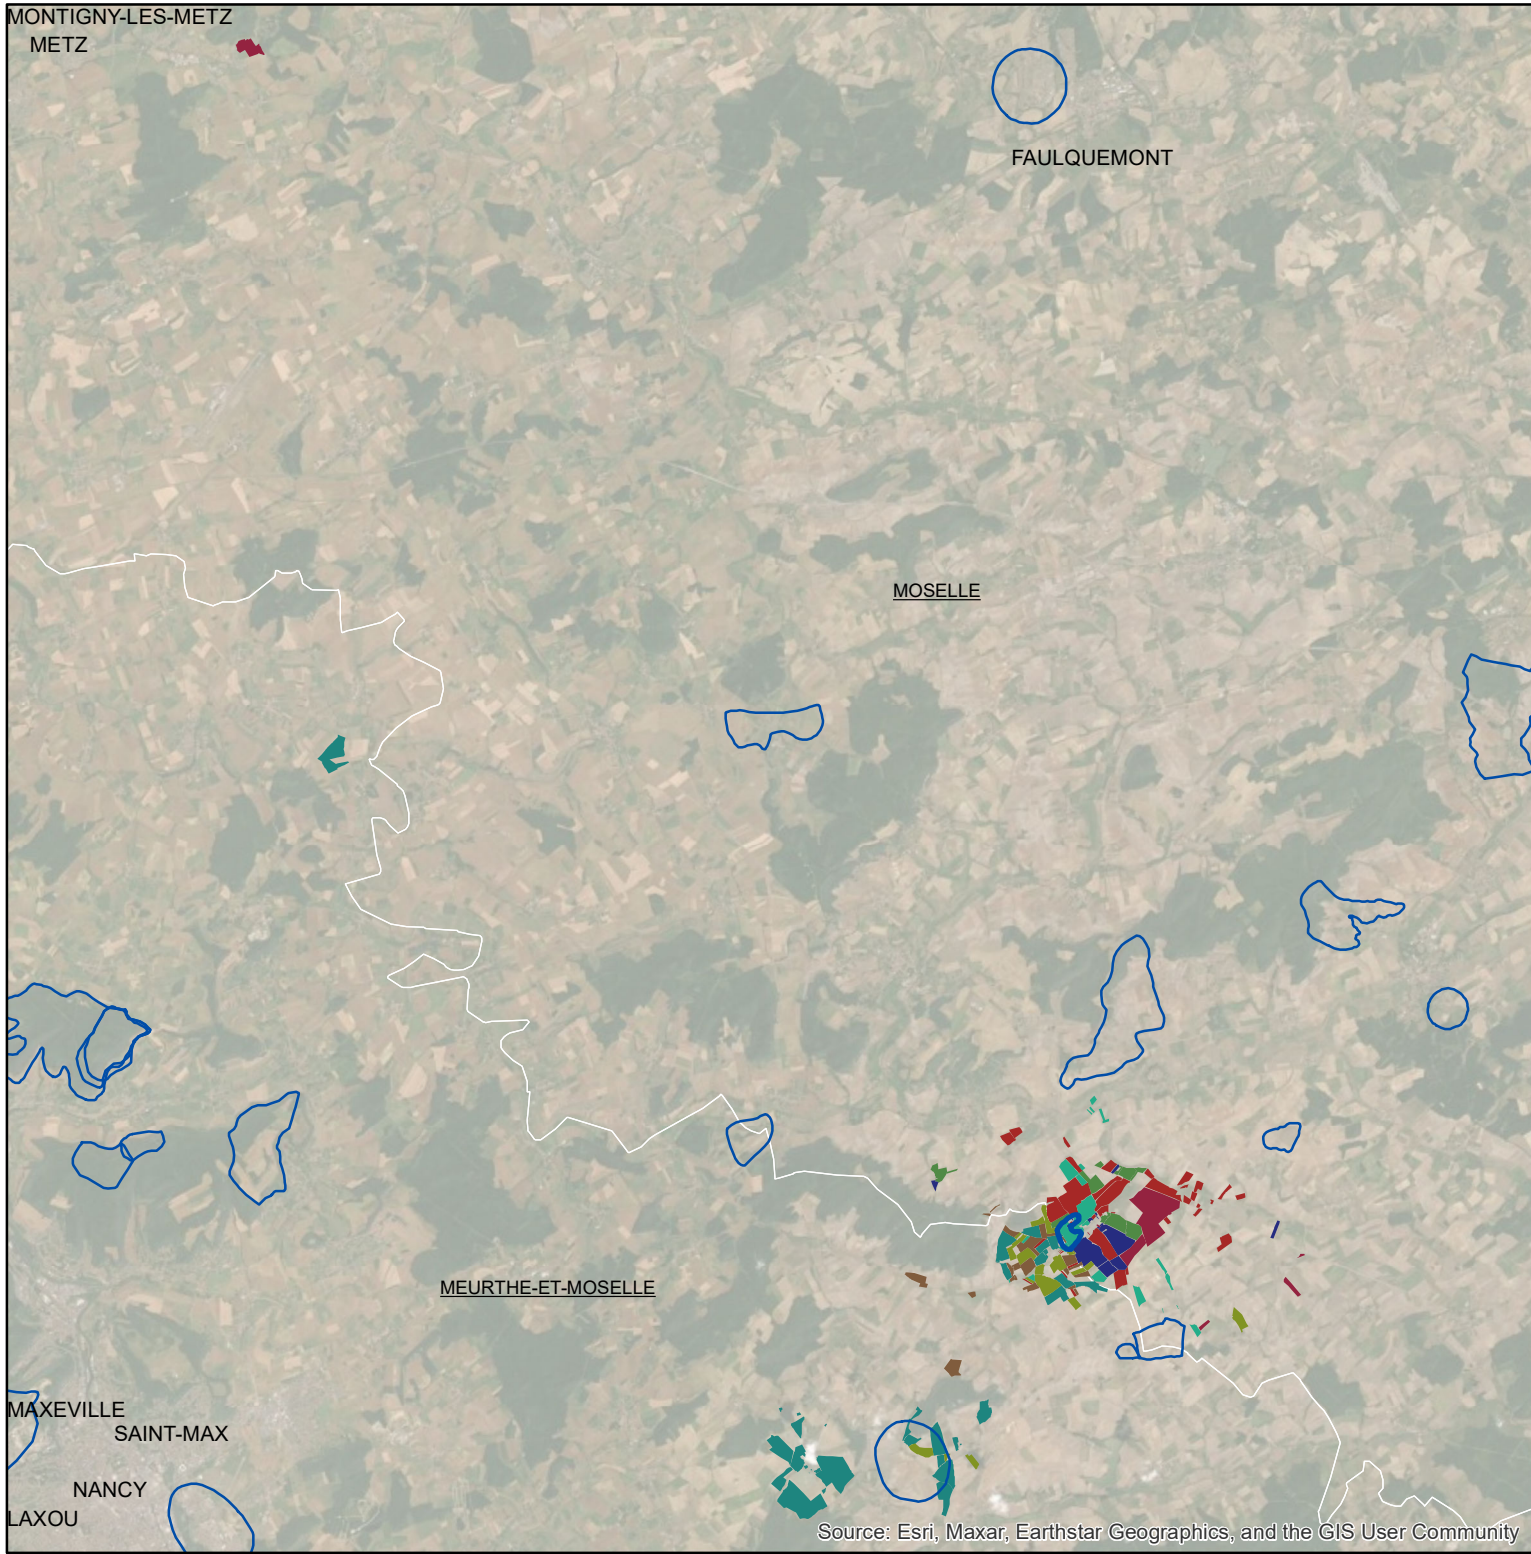 MONTIGNY-LES-METZ
METZ
FAULQUEMONT
MOSELLE
MEURTHE-ET-MOSELLE
MAXEVILLE
SAINT-MAX
NANCY
LAXOU
Source: Esri, Maxar, Earthstar Geographics, and the GIS User Community